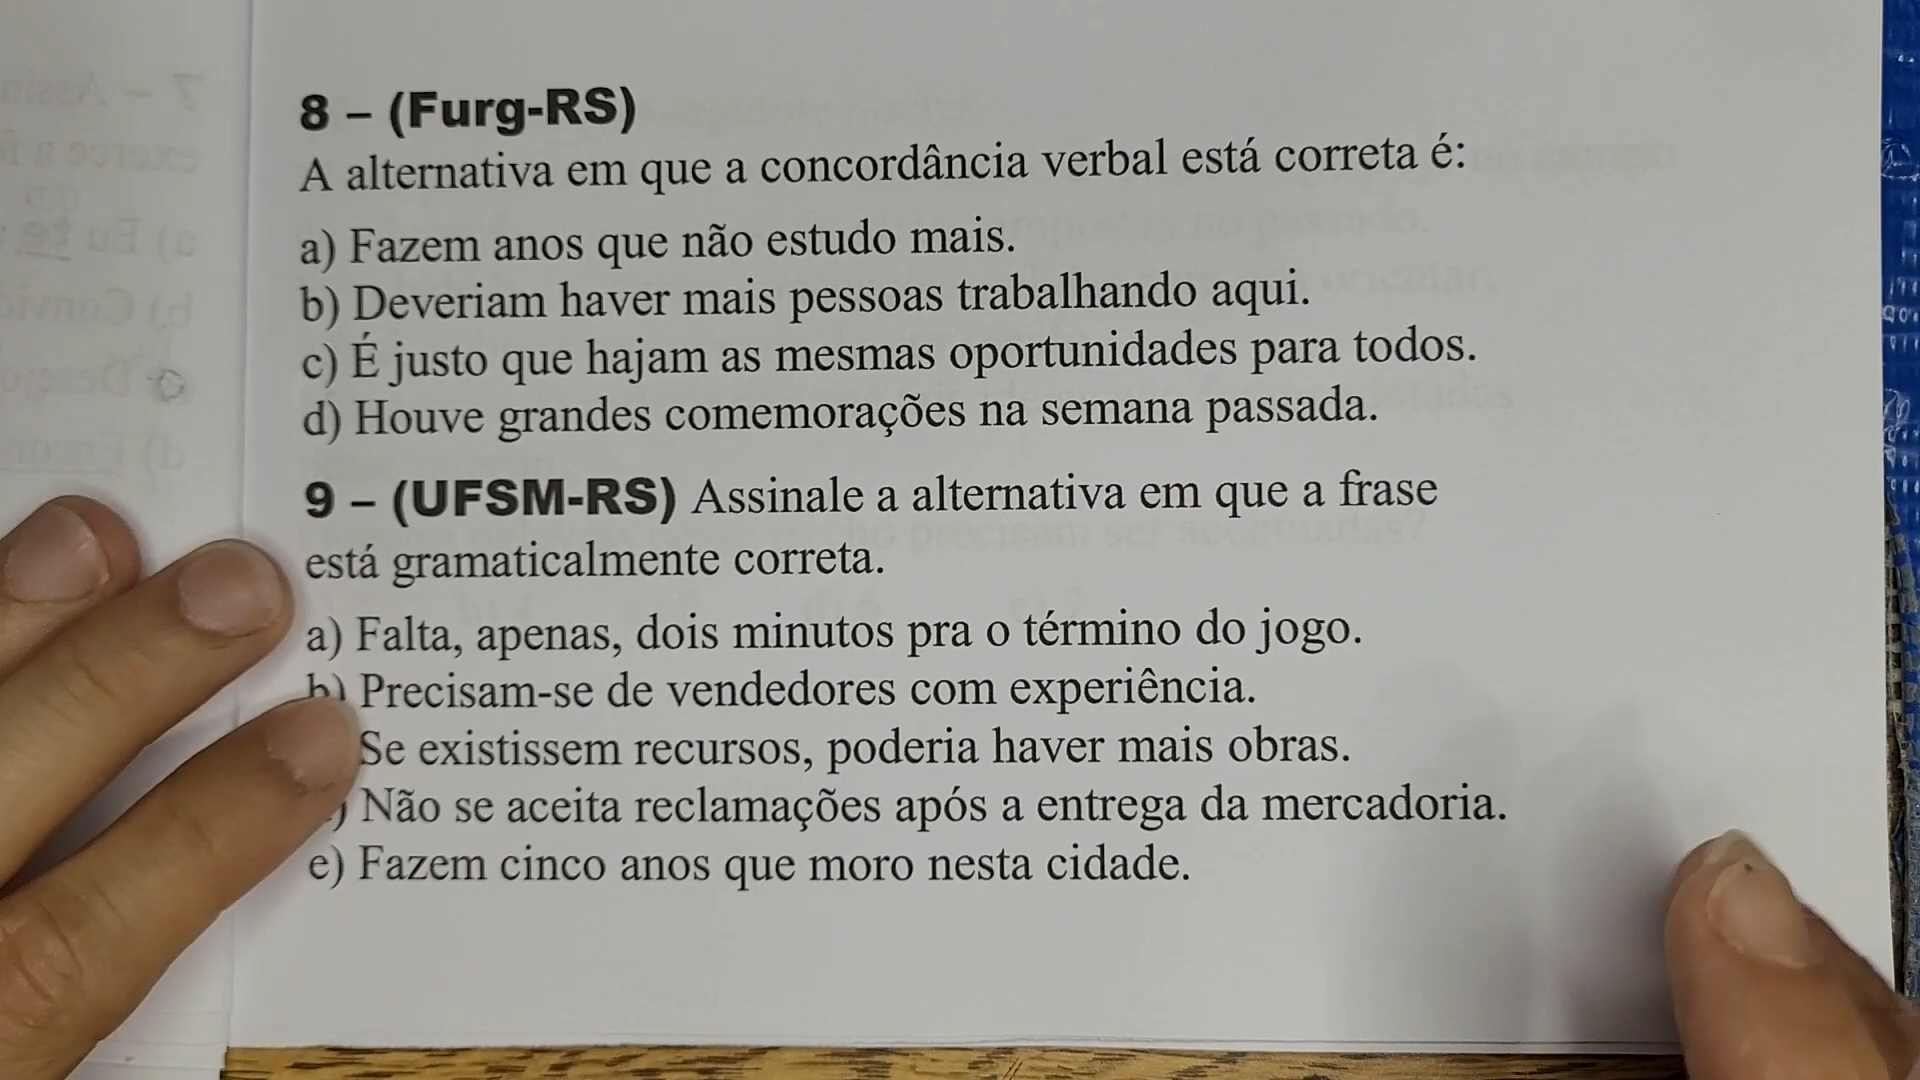 8 – (Furg-RS)
A alternativa em que a concordância verbal está correta é:
a) Fazem anos que não estudo mais.
b) Deveriam haver mais pessoas trabalhando aqui.
c) É justo que hajam as mesmas oportunidades para todos.
d) Houve grandes comemorações na semana passada.
9 – (UFSM-RS) Assinale a alternativa em que a frase
está gramaticalmente correta.
a) Falta, apenas, dois minutos pra o término do jogo.
b) Precisam-se de vendedores com experiência.
Se existissem recursos, poderia haver mais obras.
) Não se aceita reclamações após a entrega da mercadoria.
e) Fazem cinco anos que moro nesta cidade.